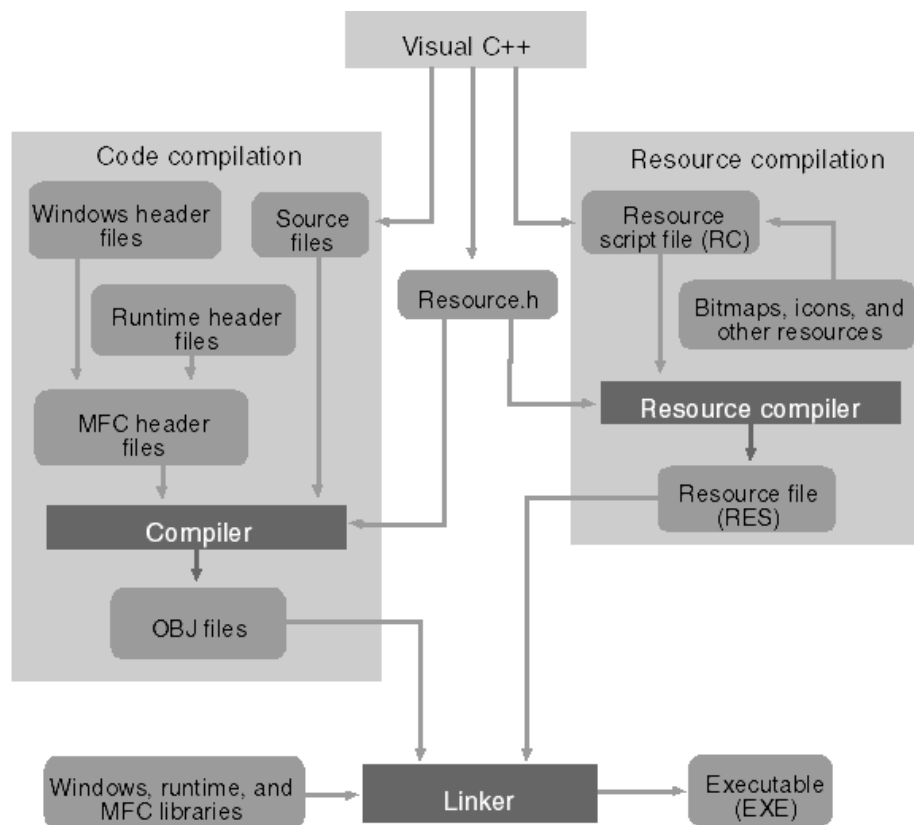 Visual C++
Code compilation
Windows header
files
Source
files
Runtime header
files
MFC header
files
Compiler
OBJ files
Resource.h
Resource compilation
Resource
script file (RC)
Bitmaps, icons, and
other resources
Resource compiler
Resource file
(RES)
Windows, runtime, and
MFC libraries
Linker
Executable
(EXE)